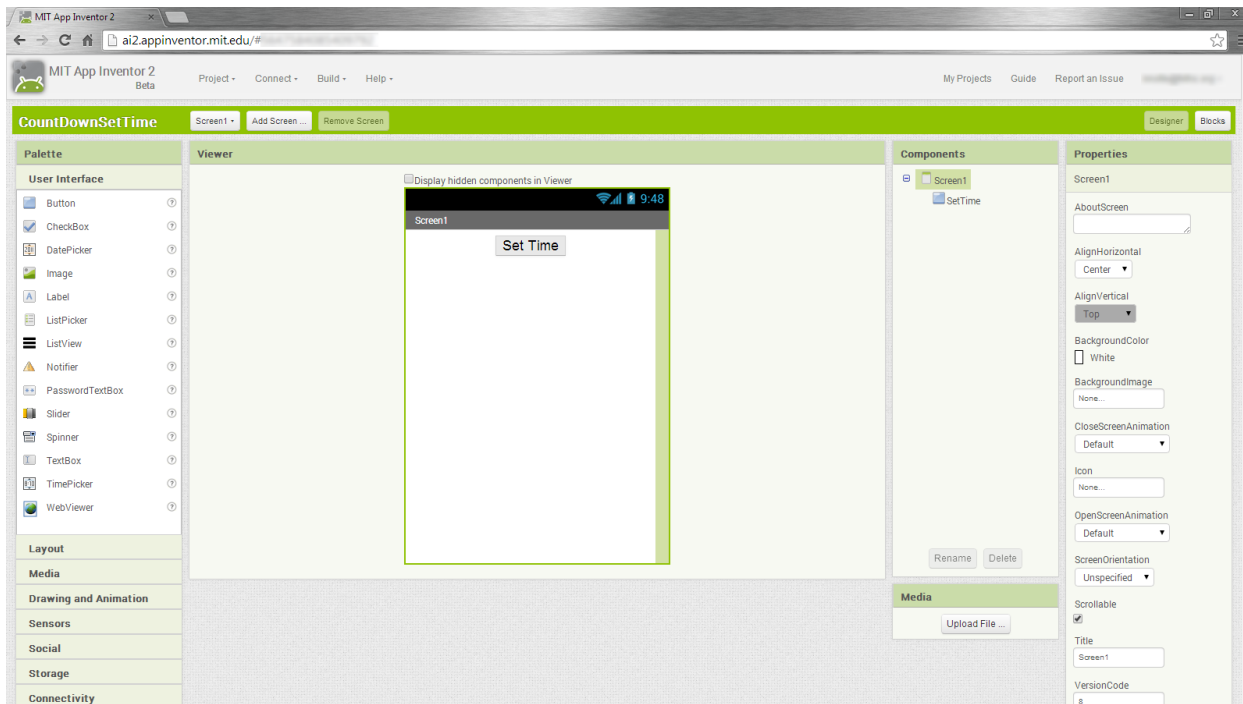 MIT App Inventor 2
ai2.appinventor.mit.edu/#
MIT App Inventor 2
Beta
Project Connect Build Help
My Projects Guide Report an Issue
CountDownSetTime
Screen1 Add Screen ... Remove Screen
Designer Blocks
Palette
User Interface
Button
CheckBox
DatePicker
Image
Label
ListPicker
ListView
Notifier
PasswordTextBox
Slider
Spinner
TextBox
TimePicker
WebViewer
Layout
Media
Drawing and Animation
Sensors
Social
Storage
Connectivity
Viewer
Display hidden components in Viewer
9:48
Screen1
Set Time
Components
Screen1
SetTime
Rename Delete
Media
Upload File ...
Properties
Screen1
AboutScreen
AlignHorizontal
Center
AlignVertical
Top
BackgroundColor
White
BackgroundImage
None...
CloseScreenAnimation
Default
Icon
None...
OpenScreenAnimation
Default
ScreenOrientation
Unspecified
Scrollable
Title
Screen1
VersionCode
8